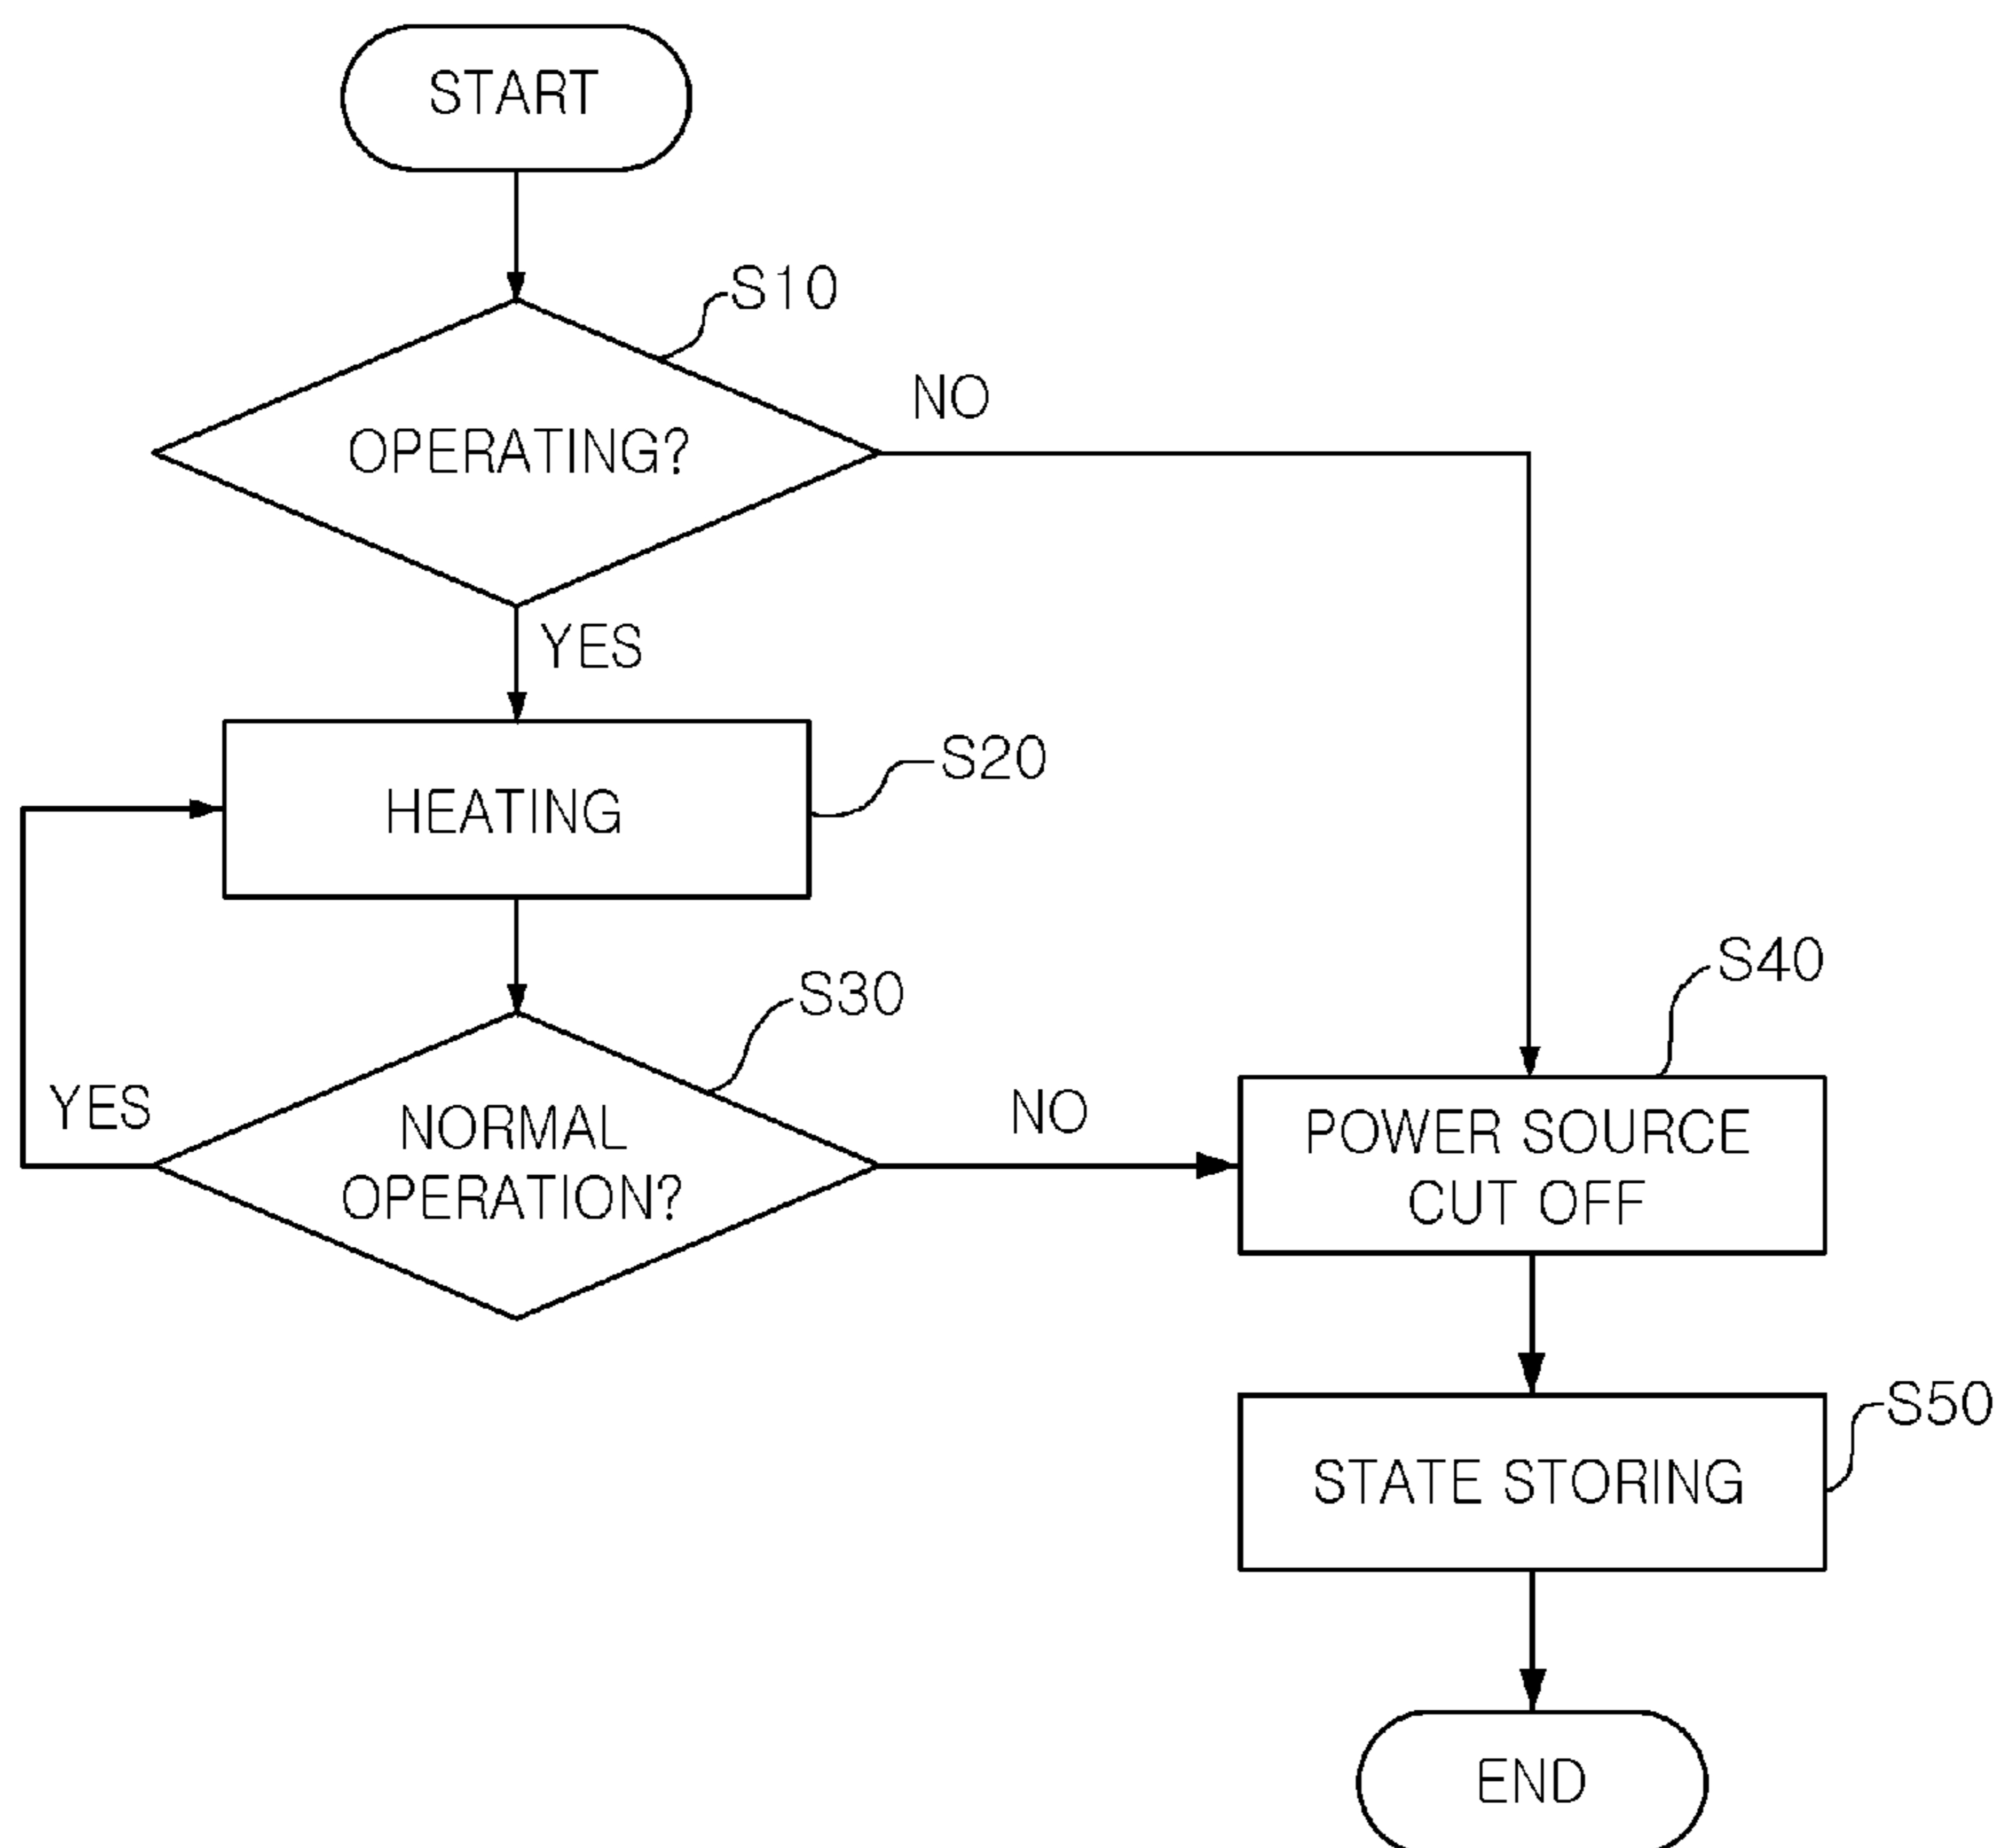 START
S10
NO
OPERATING?
YES
S20
HEATING
S40
S30
YES
NORMAL
OPERATION?
NO
POWER SOURCE
CUT OFF
S50
STATE STORING
END